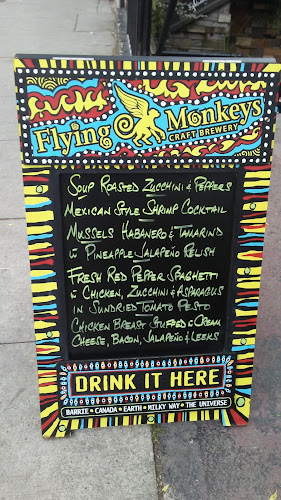 Flying Monkeys
CRAFT BREWERY
SOUP ROASTED ZUCCHINI & PEPPERS
MEXICAN STYLE SHRIMP COCKTAIL
MUSSELS HABANERO & TAMARIND
W PINEAPPLE JALAPEÑO RELISH
FRESH RED PEPPER SPAGHETTI
W CHICKEN, ZUCCHINI & ASPARAGUS
IN SUNDRIED TOMATO PESTO
CHICKEN BREAST STUFFED W CREAM
CHEESE, BACON, JALAPEÑO & LEEKS
DRINK IT HERE
BARRIE • CANADA • EARTH • MILKY WAY • THE UNIVERSE